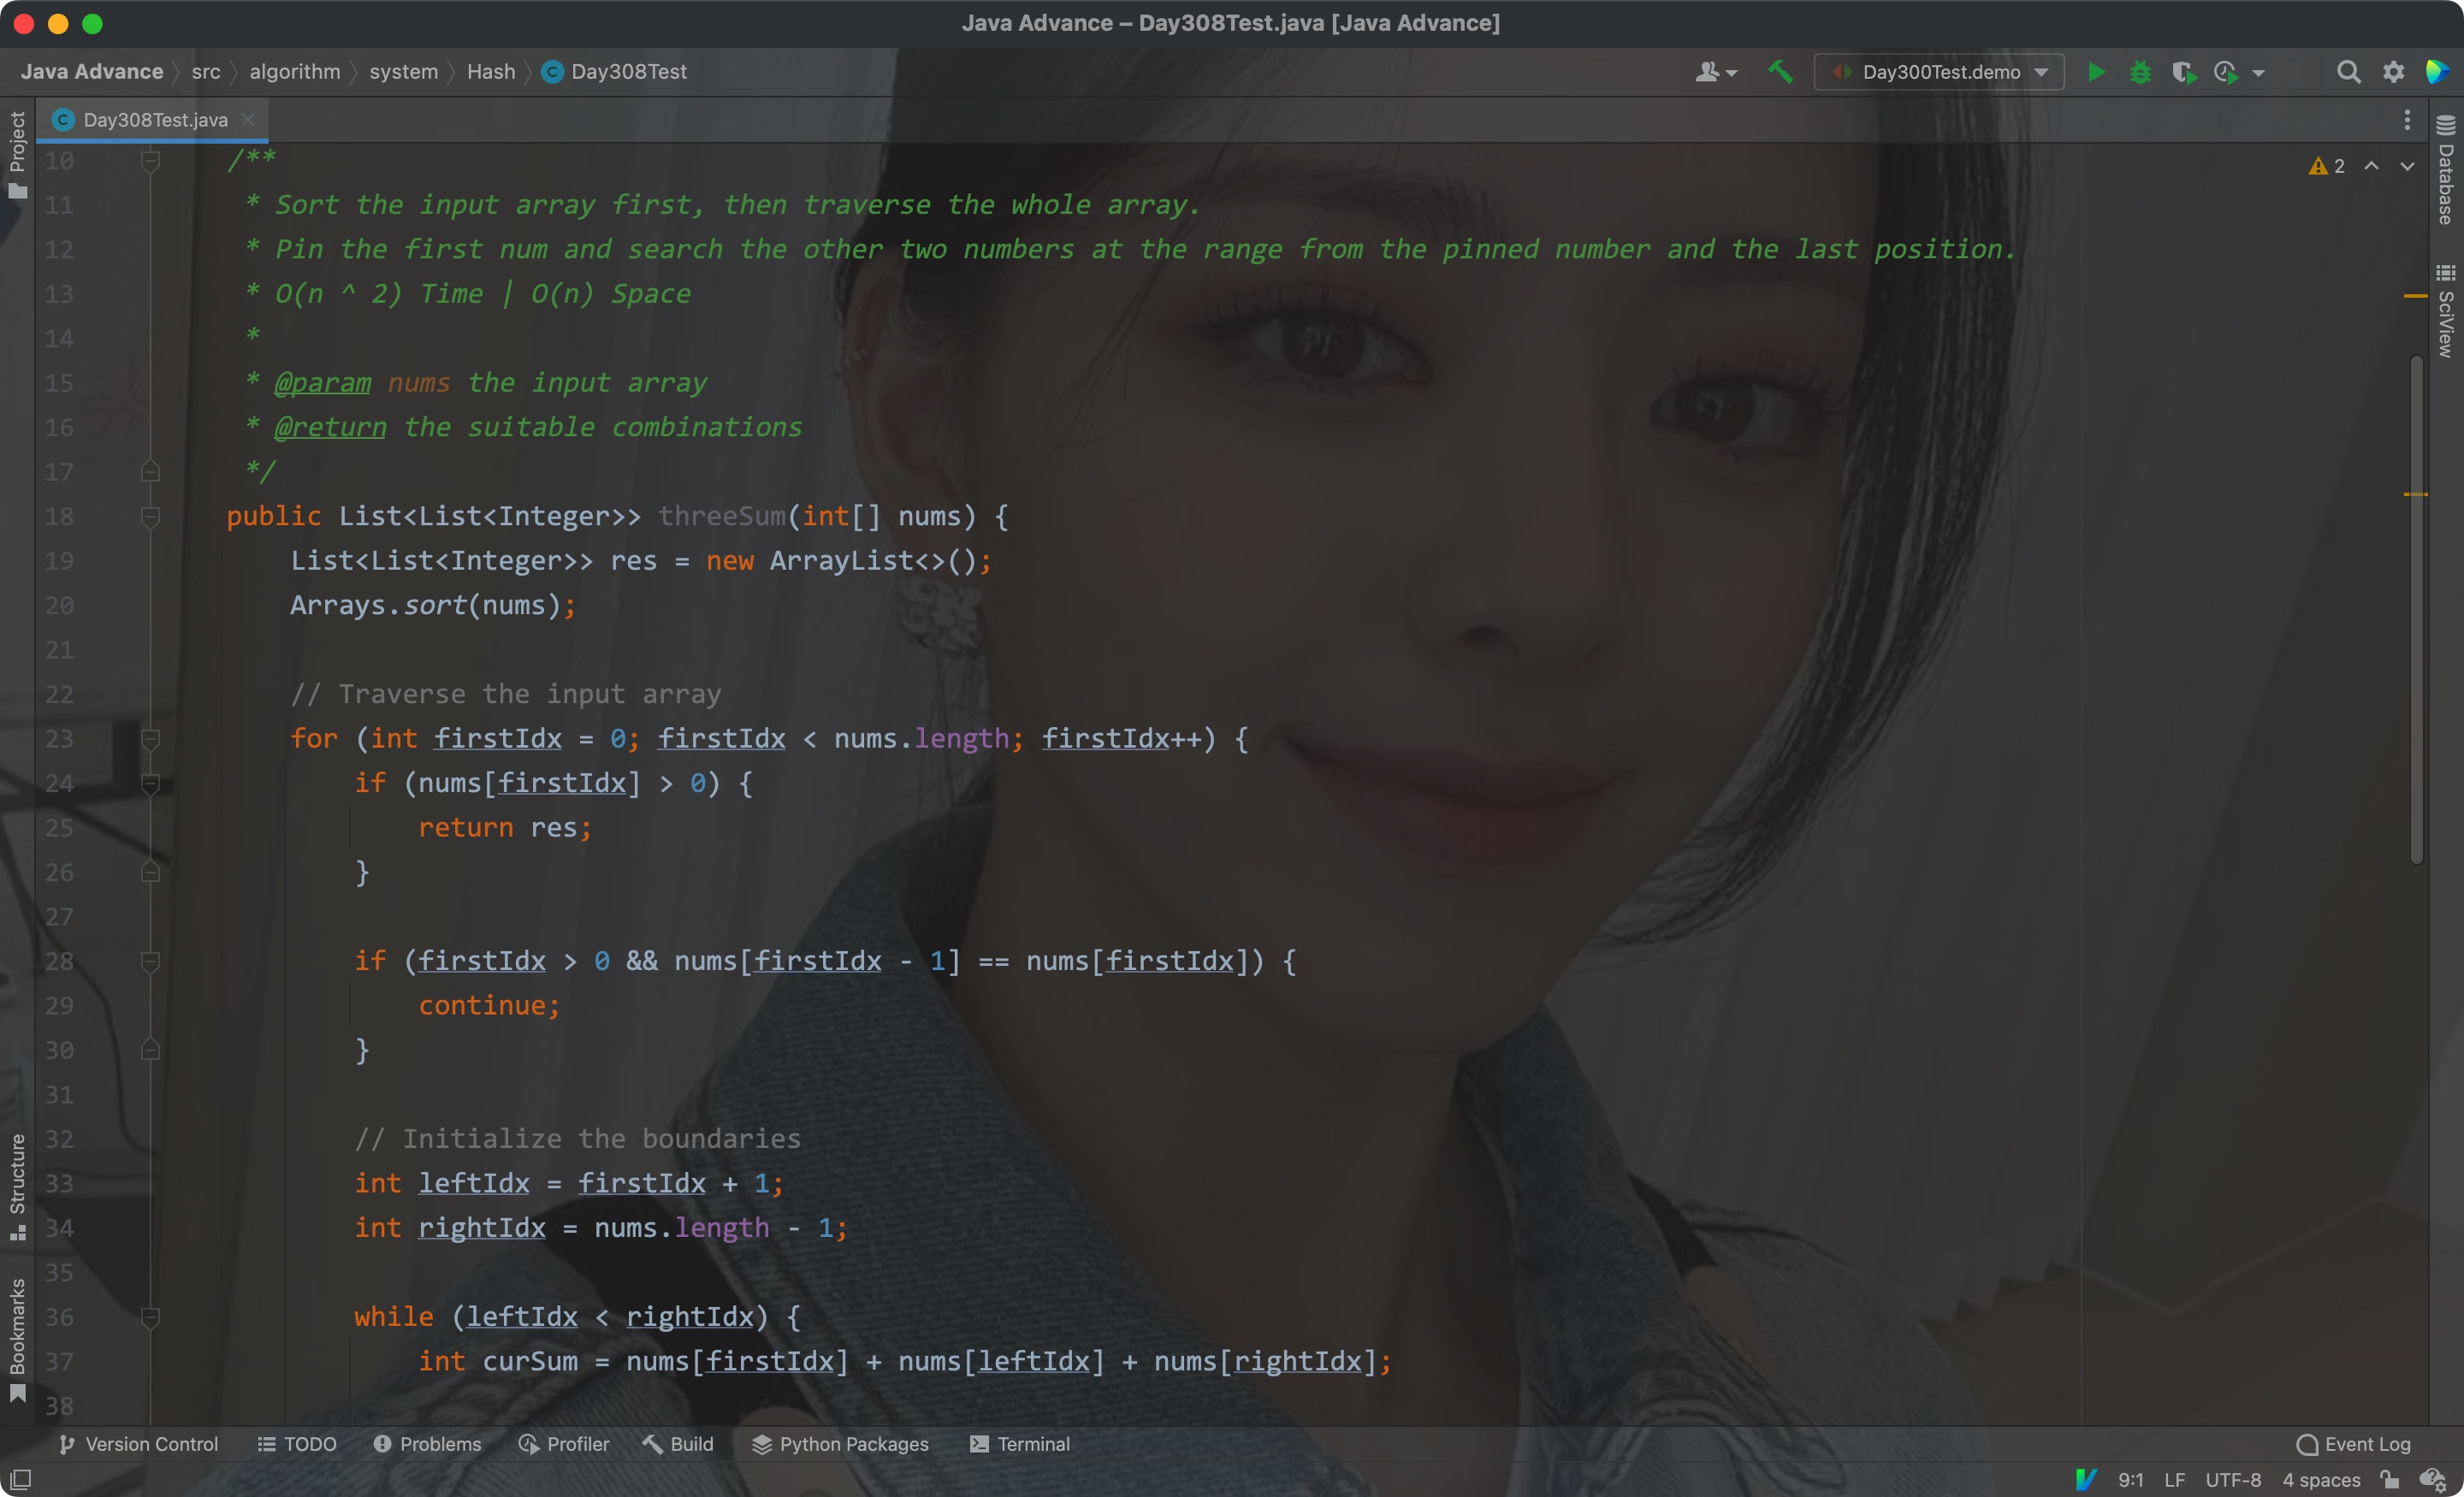 Java Advance – Day308Test.java [Java Advance]
Java Advance src algorithm system Hash Day308Test Day300Test.demo
Day308Test.java
Project
Database
SciView
Structure
Bookmarks
2
10 /**
11 * Sort the input array first, then traverse the whole array.
12 * Pin the first num and search the other two numbers at the range from the pinned number and the last position.
13 * O(n ^ 2) Time | O(n) Space
14 *
15 * @param nums the input array
16 * @return the suitable combinations
17 */
18 public List<List<Integer>> threeSum(int[] nums) {
19 List<List<Integer>> res = new ArrayList<>();
20 Arrays.sort(nums);
21
22 // Traverse the input array
23 for (int firstIdx = 0; firstIdx < nums.length; firstIdx++) {
24 if (nums[firstIdx] > 0) {
25 return res;
26 }
27
28 if (firstIdx > 0 && nums[firstIdx - 1] == nums[firstIdx]) {
29 continue;
30 }
31
32 // Initialize the boundaries
33 int leftIdx = firstIdx + 1;
34 int rightIdx = nums.length - 1;
35
36 while (leftIdx < rightIdx) {
37 int curSum = nums[firstIdx] + nums[leftIdx] + nums[rightIdx];
38
Version Control TODO Problems Profiler Build Python Packages Terminal Event Log
9:1 LF UTF-8 4 spaces